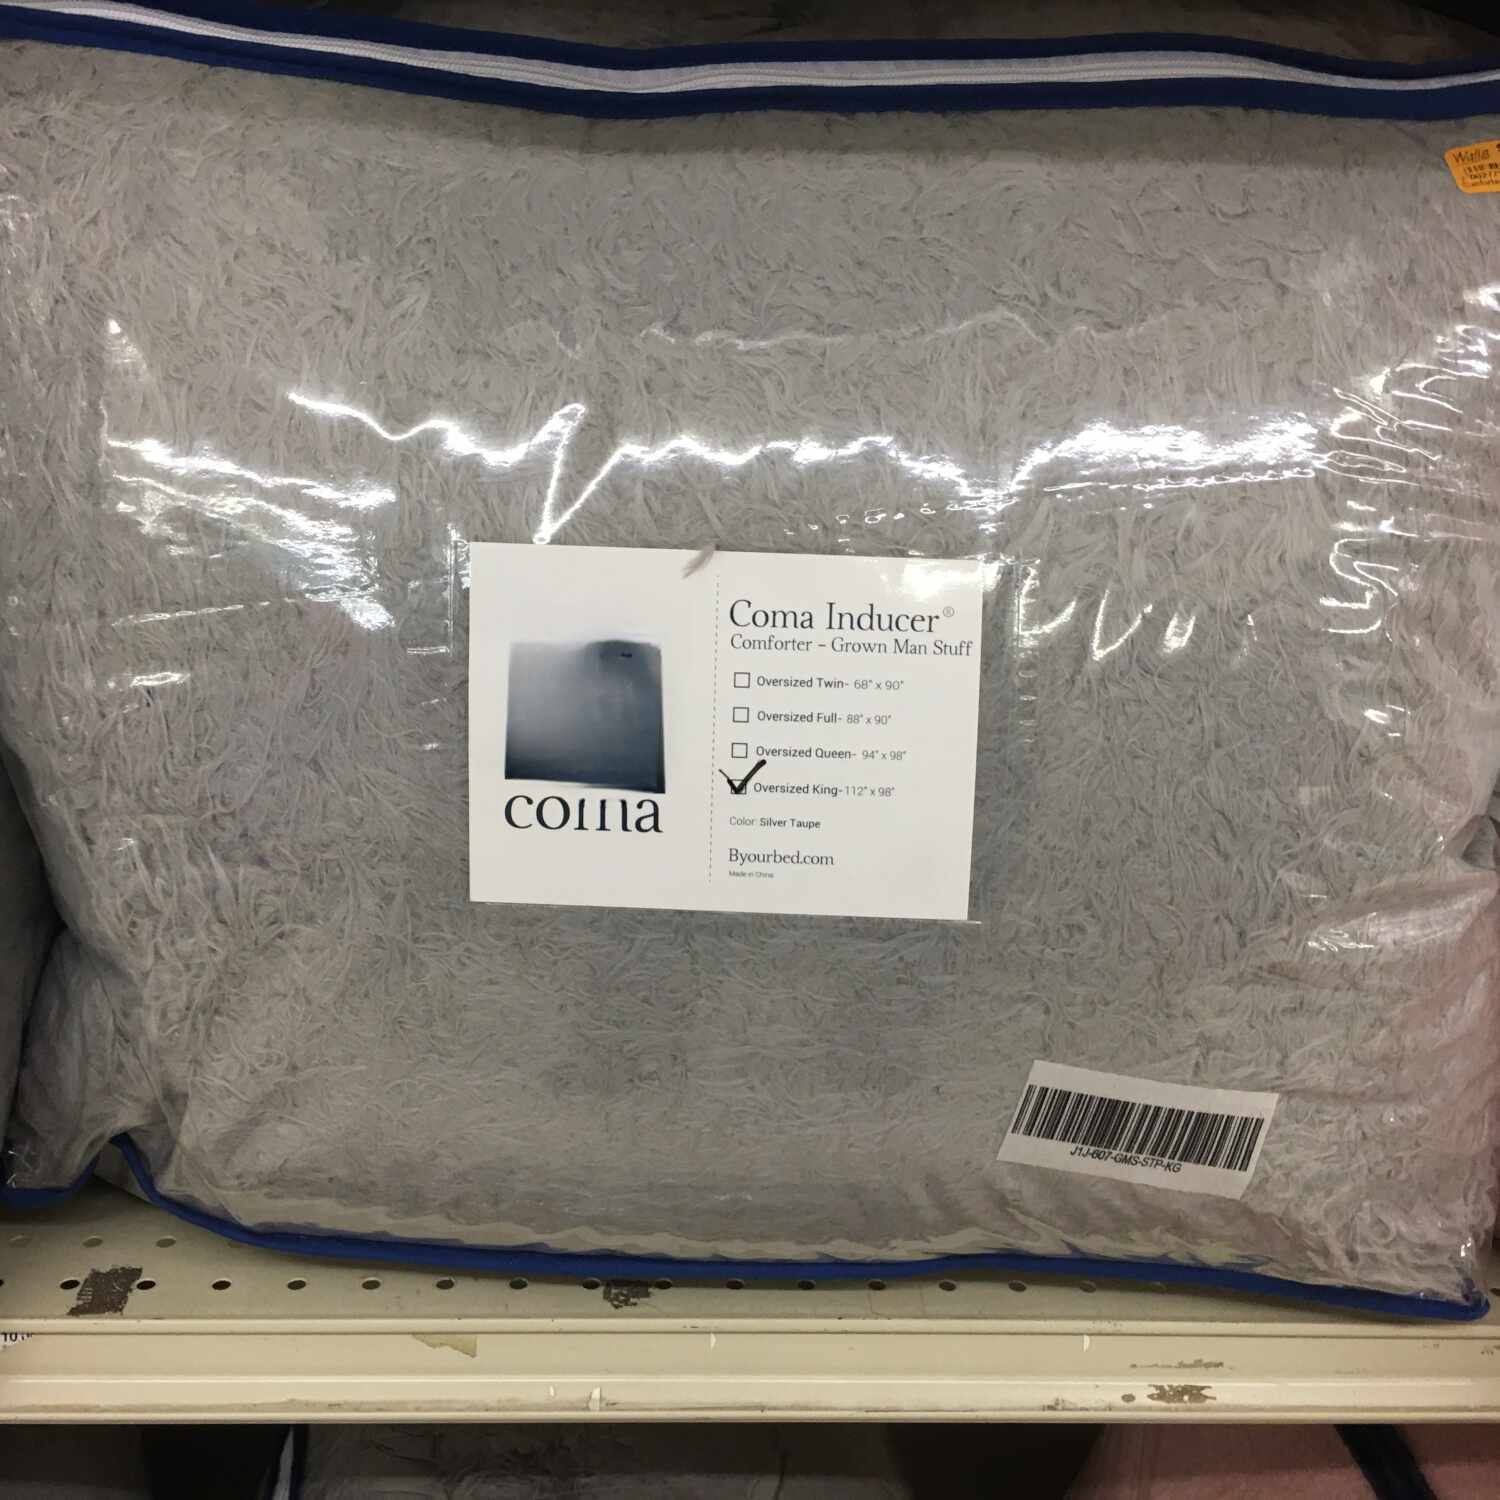 Coma Inducer®
Comforter – Grown Man Stuff
Oversized Twin- 68" x 90"
Oversized Full- 88" x 90"
Oversized Queen- 94" x 98"
Oversized King- 112" x 98"
Color: Silver Taupe
Byourbed.com
Made in China
coma
J1J-607-GMS-STP-KG